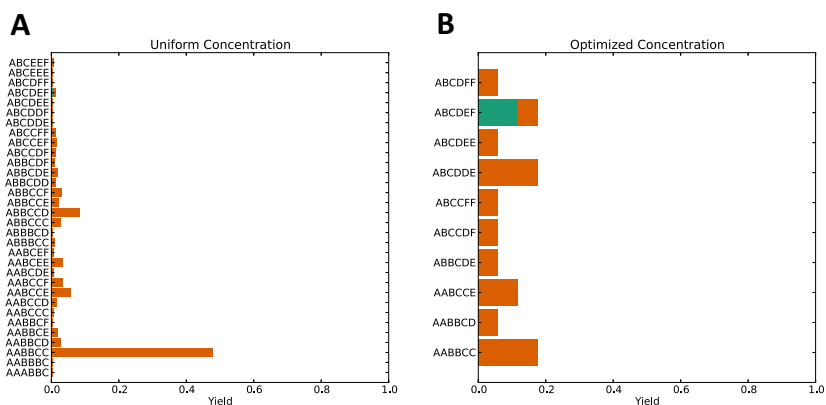 A
Uniform Concentration
ABCEEF
ABCEEE
ABCDFF
ABCDEF
ABCDEE
ABCDDF
ABCDDE
ABCCFF
ABCCEF
ABCCDF
ABBCDF
ABBCDE
ABBCDD
ABBCCF
ABBCCE
ABBCCD
ABBCCC
ABBBCD
ABBBCC
AABCEF
AABCEE
AABCDE
AABCCF
AABCCE
AABCCD
AABCCC
AABBCF
AABBCE
AABBCD
AABBCC
AABBBC
AAABBC
0.0 0.2 0.4 0.6 0.8 1.0
Yield
B
Optimized Concentration
ABCDFF
ABCDEF
ABCDEE
ABCDDE
ABCCFF
ABCCDF
ABBCDE
AABCCE
AABBCD
AABBCC
0.0 0.2 0.4 0.6 0.8 1.0
Yield